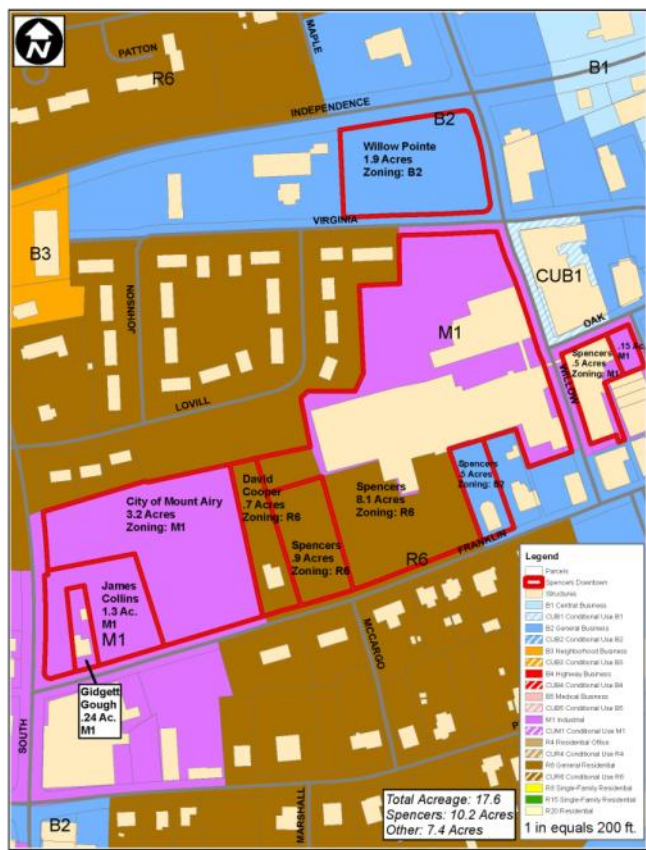 N
PATTON
R6
MAPLE
B1
INDEPENDENCE
B2
Willow Pointe
1.9 Acres
Zoning: B2
VIRGINIA
B3
JOHNSON
CUB1
OAK
M1
.15 Ac.
M1
Spencers
.5 Acres
Zoning: M1
WILLOW
LOVILL
City of Mount Airy
3.2 Acres
Zoning: M1
David
Cooper
.7 Acres
Zoning: R6
Spencers
8.1 Acres
Zoning: R6
Spencers
.5 Acres
Zoning: B2
Spencers
.9 Acres
Zoning: R6
R6
FRANKLIN
James
Collins
1.3 Ac.
M1
M1
Gidgett
Gough
.24 Ac.
M1
MCCARGO
SOUTH
MARSHALL
B2
P
Legend
Parcels
Spencers Downtown
Structures
B1 Central Business
CUB1 Conditional Use B1
B2 General Business
CUB2 Conditional Use B2
B3 Neighborhood Business
CUB3 Conditional Use B3
B4 Highway Business
CUB4 Conditional Use B4
B5 Medical Business
CUB5 Conditional Use B5
M1 Industrial
CUM1 Conditional Use M1
R4 Residential Office
CUR4 Conditional Use R4
R6 General Residential
CUR6 Conditional Use R6
R8 Single-Family Residential
R15 Single-Family Residential
R20 Residential
1 in equals 200 ft.
Total Acreage: 17.6
Spencers: 10.2 Acres
Other: 7.4 Acres